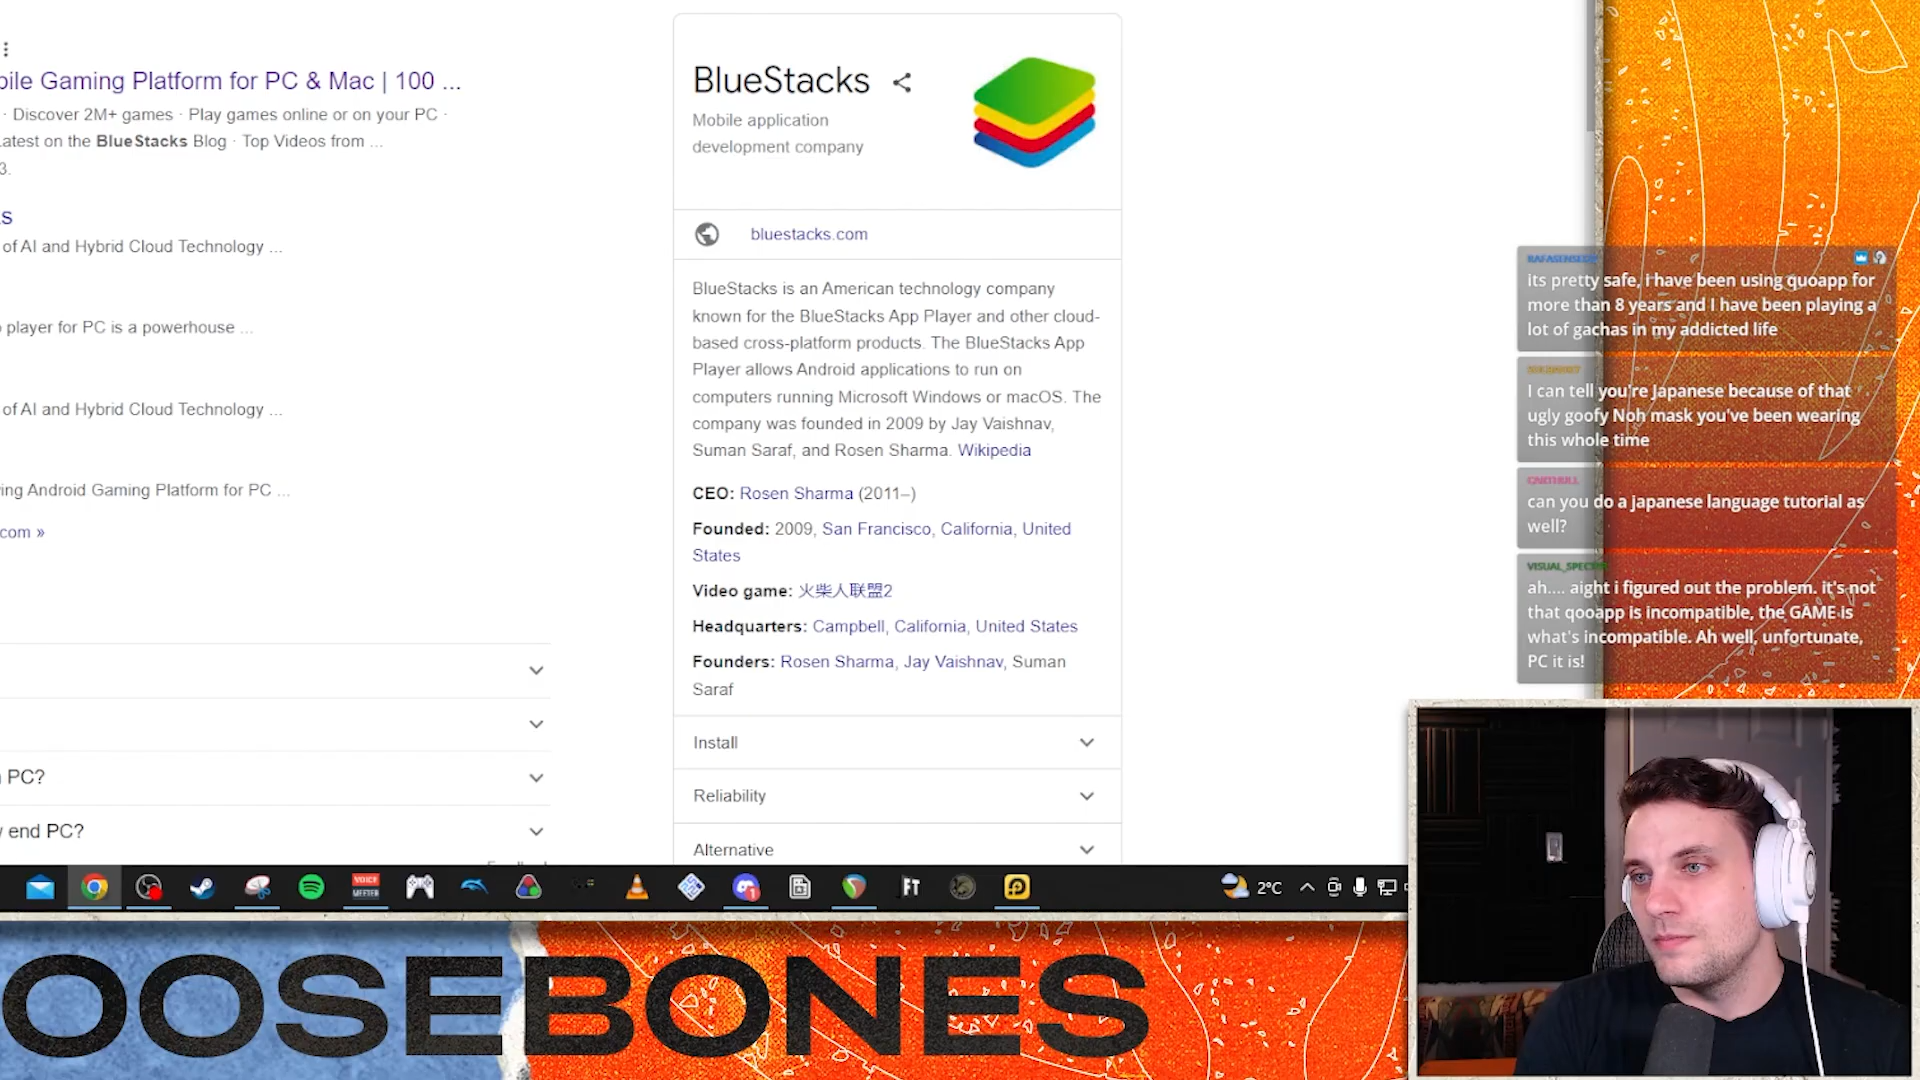 bile Gaming Platform for PC & Mac | 100 ...
· Discover 2M+ games · Play games online or on your PC ·
Latest on the BlueStacks Blog · Top Videos from ...
3.
of AI and Hybrid Cloud Technology ...
player for PC is a powerhouse ...
of AI and Hybrid Cloud Technology ...
ing Android Gaming Platform for PC ...
com »
PC?
end PC?
BlueStacks
Mobile application
development company
bluestacks.com
BlueStacks is an American technology company
known for the BlueStacks App Player and other cloud-
based cross-platform products. The BlueStacks App
Player allows Android applications to run on
computers running Microsoft Windows or macOS. The
company was founded in 2009 by Jay Vaishnav,
Suman Saraf, and Rosen Sharma. Wikipedia
CEO: Rosen Sharma (2011–)
Founded: 2009, San Francisco, California, United
States
Video game: 火柴人联盟2
Headquarters: Campbell, California, United States
Founders: Rosen Sharma, Jay Vaishnav, Suman
Saraf
Install
Reliability
Alternative
its pretty safe, i have been using quoapp for
more than 8 years and I have been playing a
lot of gachas in my addicted life
I can tell you're Japanese because of that
ugly goofy Noh mask you've been wearing
this whole time
can you do a japanese language tutorial as
well?
ah.... aight i figured out the problem. it's not
that qooapp is incompatible, the GAME is
what's incompatible. Ah well, unfortunate,
PC it is!
VOICE
MEETER
FT
2°C
OOSEBONES